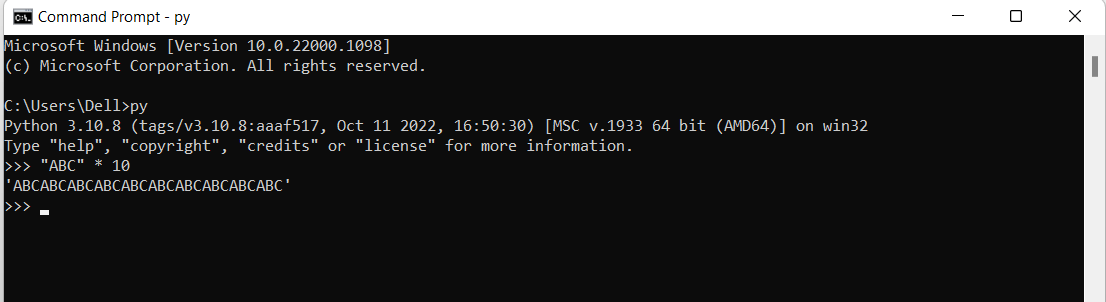 Command Prompt - py
Microsoft Windows [Version 10.0.22000.1098]
(c) Microsoft Corporation. All rights reserved.
C:\Users\Dell>py
Python 3.10.8 (tags/v3.10.8:aaaf517, Oct 11 2022, 16:50:30) [MSC v.1933 64 bit (AMD64)] on win32
Type "help", "copyright", "credits" or "license" for more information.
>>> "ABC" * 10
'ABCABCABCABCABCABCABCABCABCABC'
>>>